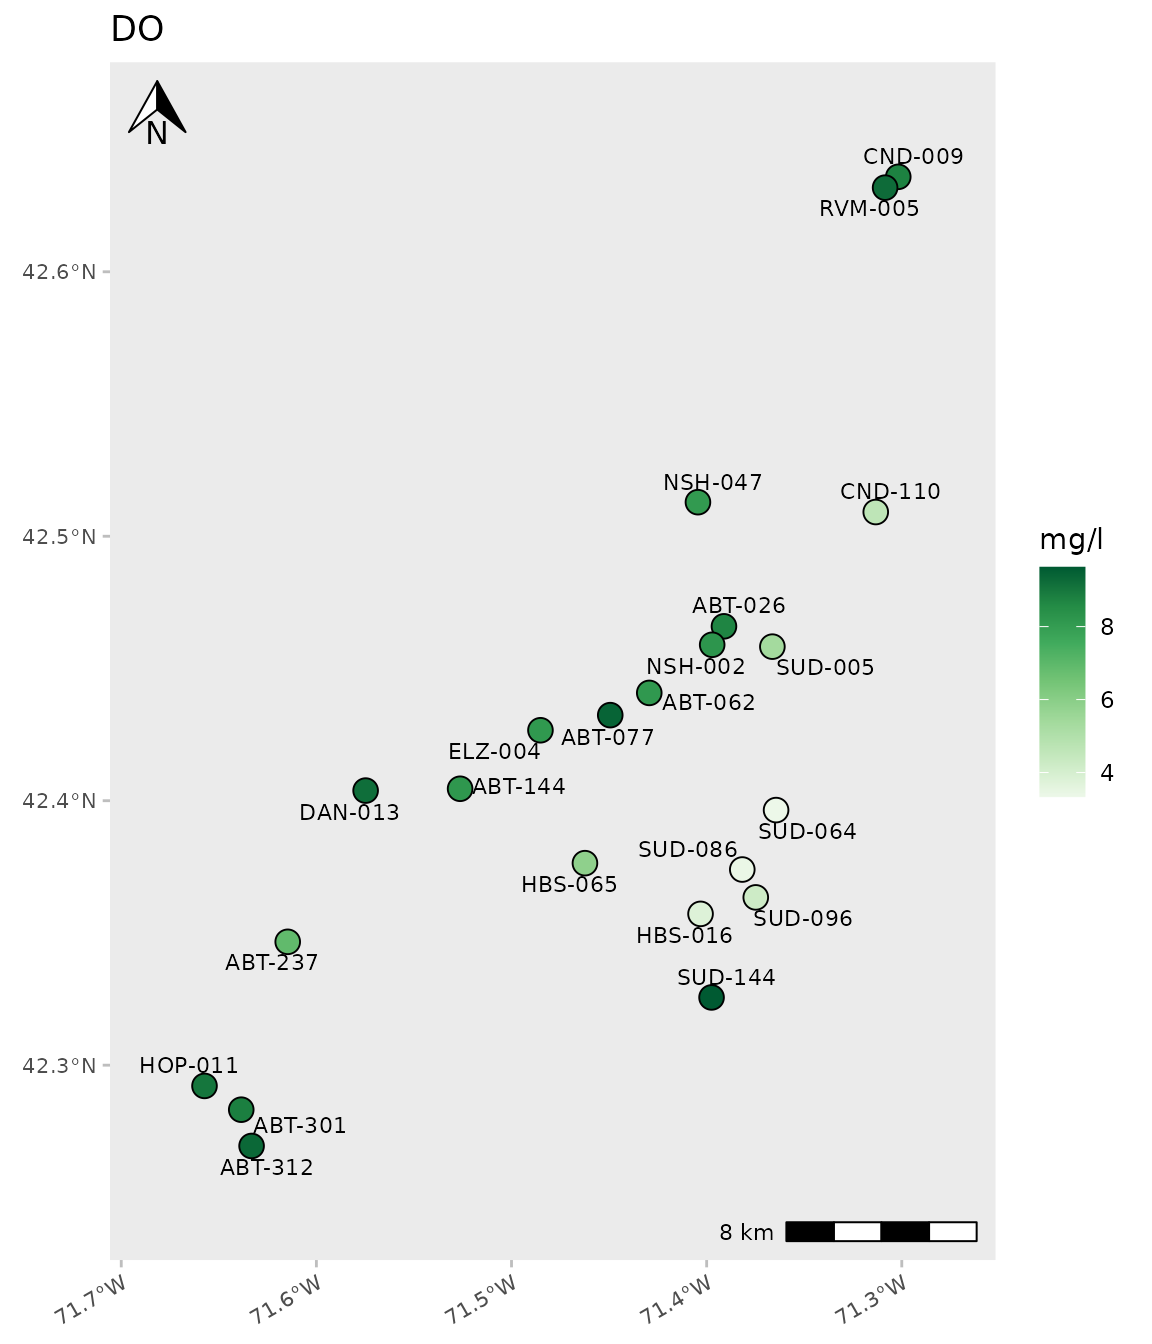 DO
N
CND-009
RVM-005
42.6°N
NSH-047
CND-110
42.5°N
mg/l
8
6
4
ABT-026
NSH-002
SUD-005
ABT-062
ABT-077
ELZ-004
ABT-144
42.4°N
DAN-013
SUD-064
SUD-086
HBS-065
SUD-096
HBS-016
ABT-237
SUD-144
42.3°N
HOP-011
ABT-301
ABT-312
8 km
71.7°W
71.6°W
71.5°W
71.4°W
71.3°W